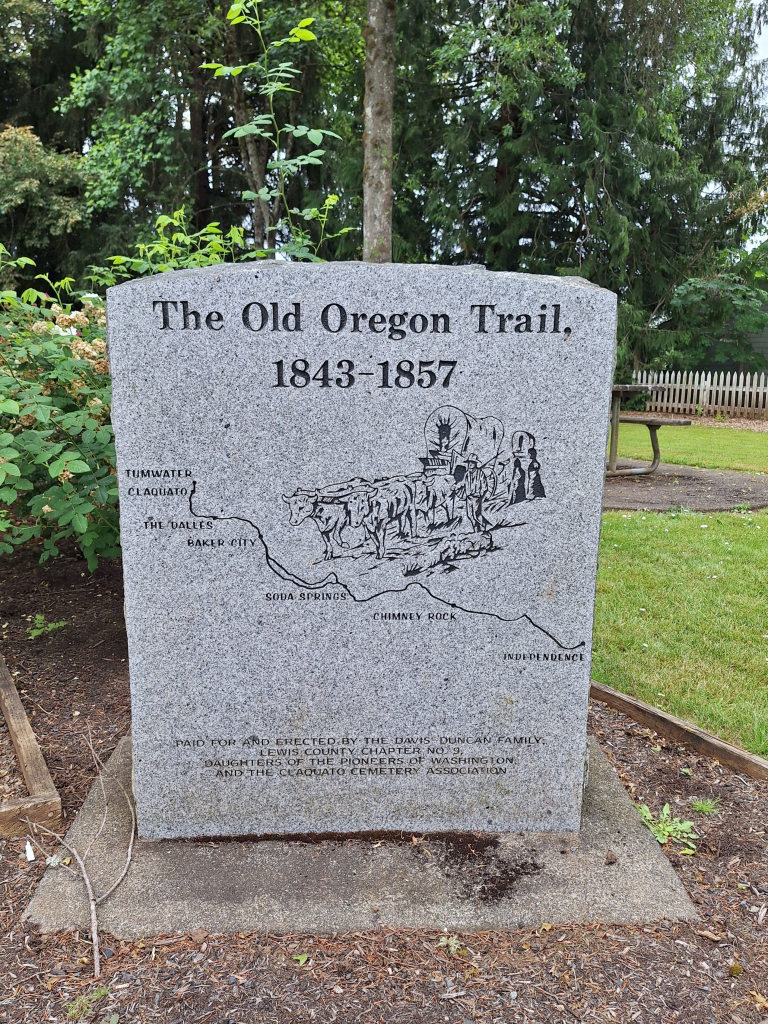 The Old Oregon Trail,
1843-1857
TUMWATER
CLAQUATO
THE DALLES
BAKER CITY
SODA SPRINGS
CHIMNEY ROCK
INDEPENDENCE
PAID FOR AND ERECTED BY THE DAVIS DUNCAN FAMILY,
LEWIS COUNTY CHAPTER NO. 9,
DAUGHTERS OF THE PIONEERS OF WASHINGTON,
AND THE CLAQUATO CEMETERY ASSOCIATION